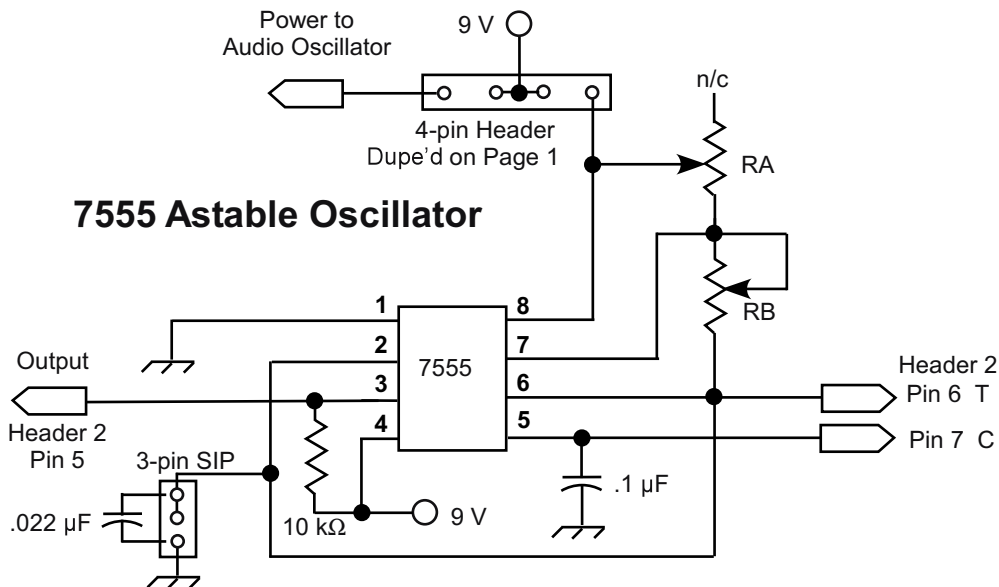 Power to
Audio Oscillator
9 V
n/c
4-pin Header
Dupe'd on Page 1
RA
7555 Astable Oscillator
RB
1
8
2
7
7555
3
6
4
5
Output
Header 2
Pin 5
Header 2
Pin 6 T
Pin 7 C
3-pin SIP
.022 µF
10 kΩ
9 V
.1 µF